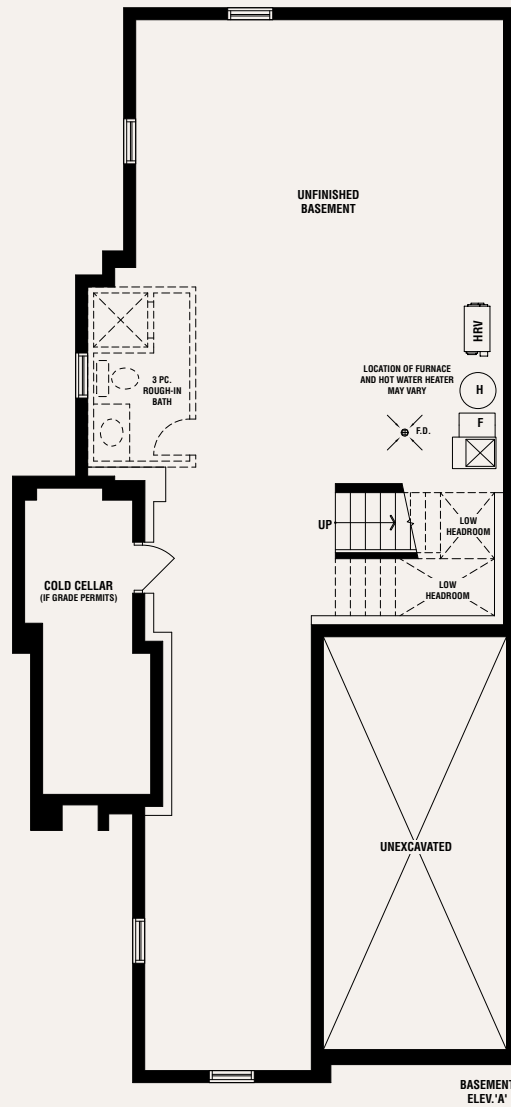 UNFINISHED
BASEMENT
HRV
LOCATION OF FURNACE
AND HOT WATER HEATER
MAY VARY
H
3 PC.
ROUGH-IN
BATH
F
F.D.
UP
LOW
HEADROOM
LOW
HEADROOM
COLD CELLAR
(IF GRADE PERMITS)
UNEXCAVATED
BASEMENT
ELEV.'A'